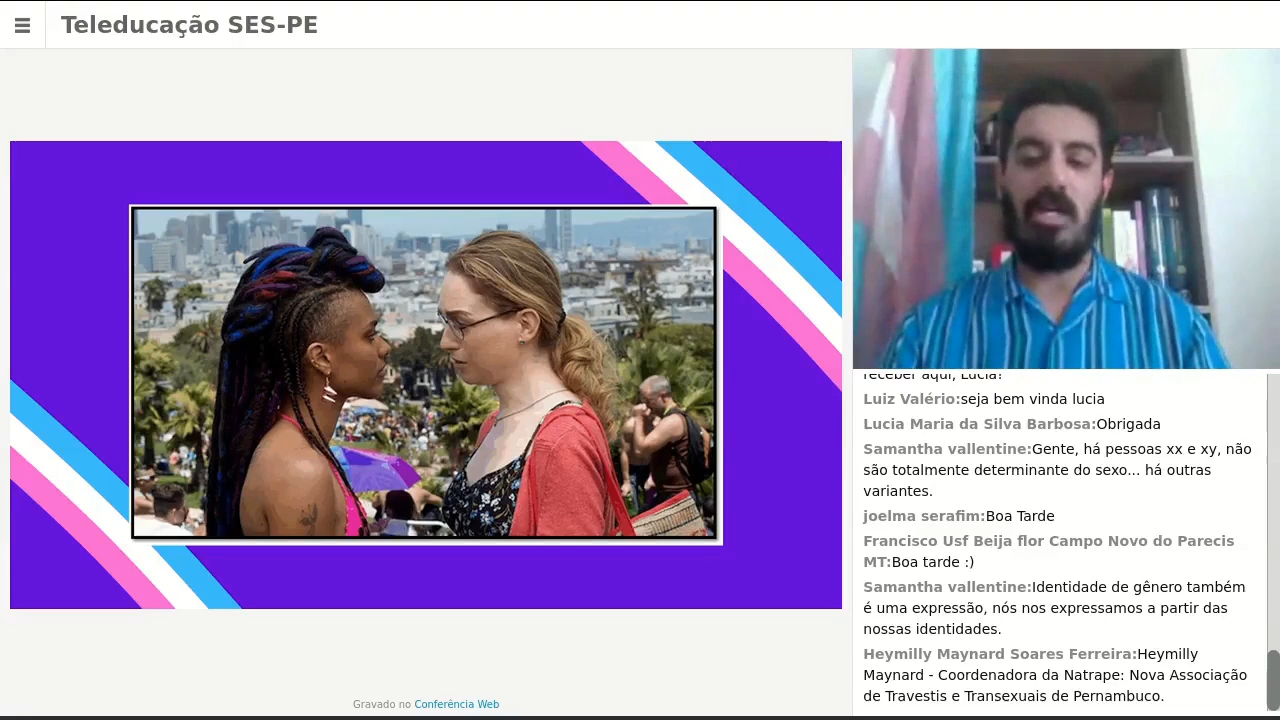 Teleducação SES-PE
receber aqui, Lucia!
Luiz Valério:seja bem vinda lucia
Lucia Maria da Silva Barbosa:Obrigada
Samantha vallentine:Gente, há pessoas xx e xy, não
são totalmente determinante do sexo... há outras
variantes.
joelma serafim:Boa Tarde
Francisco Usf Beija flor Campo Novo do Parecis
MT:Boa tarde :)
Samantha vallentine:Identidade de gênero também
é uma expressão, nós nos expressamos a partir das
nossas identidades.
Heymilly Maynard Soares Ferreira:Heymilly
Maynard - Coordenadora da Natrape: Nova Associação
de Travestis e Transexuais de Pernambuco.
Gravado no Conferência Web